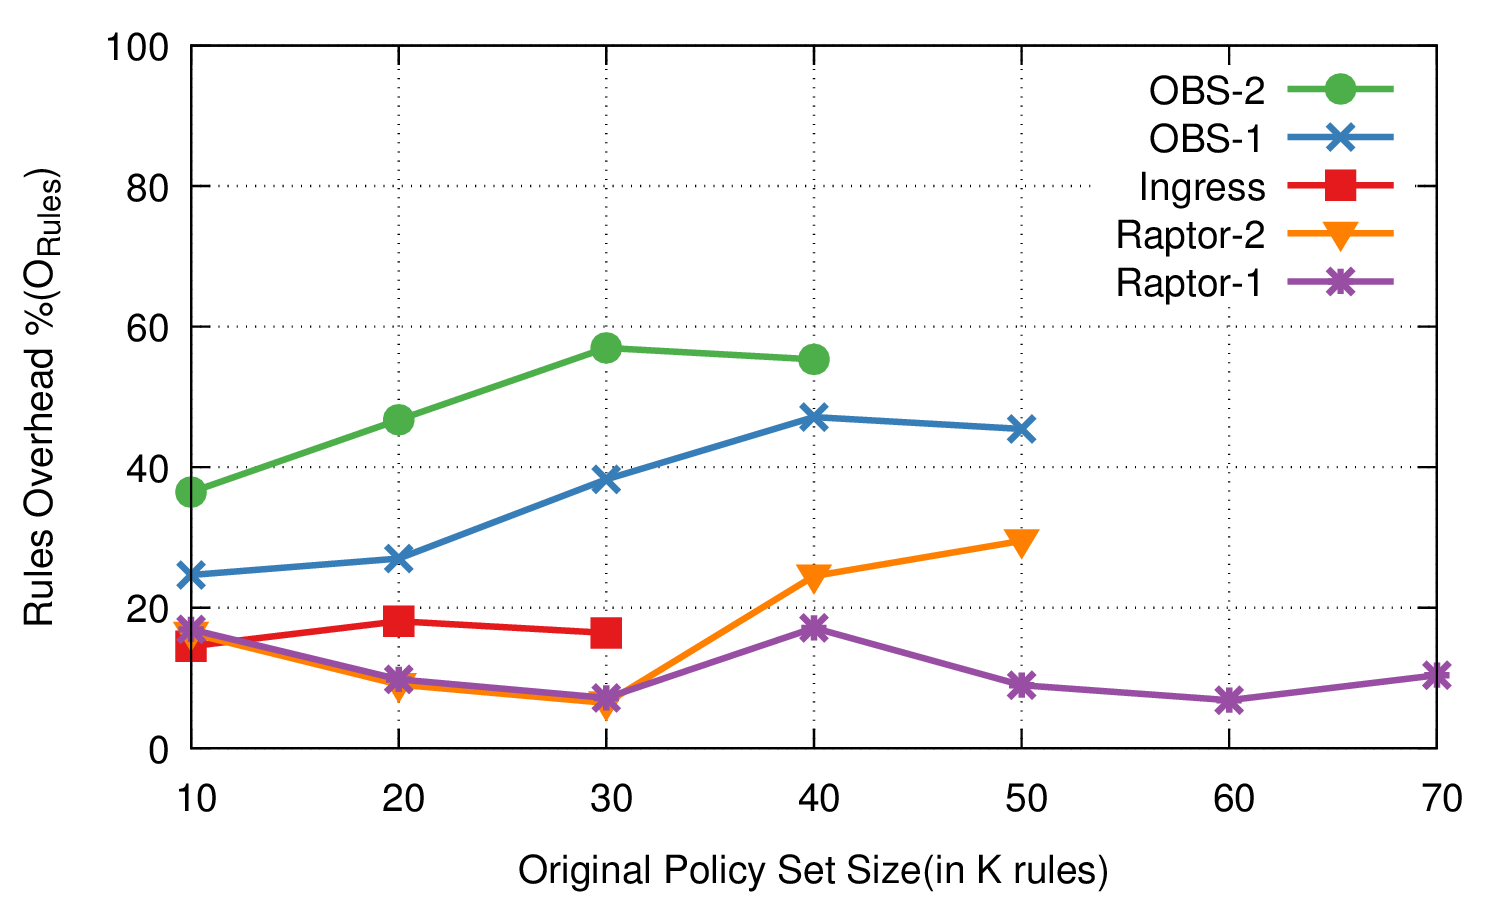 100
80
60
40
20
0
Rules Overhead %(O_Rules)
OBS-2
OBS-1
Ingress
Raptor-2
Raptor-1
10 20 30 40 50 60 70
Original Policy Set Size(in K rules)